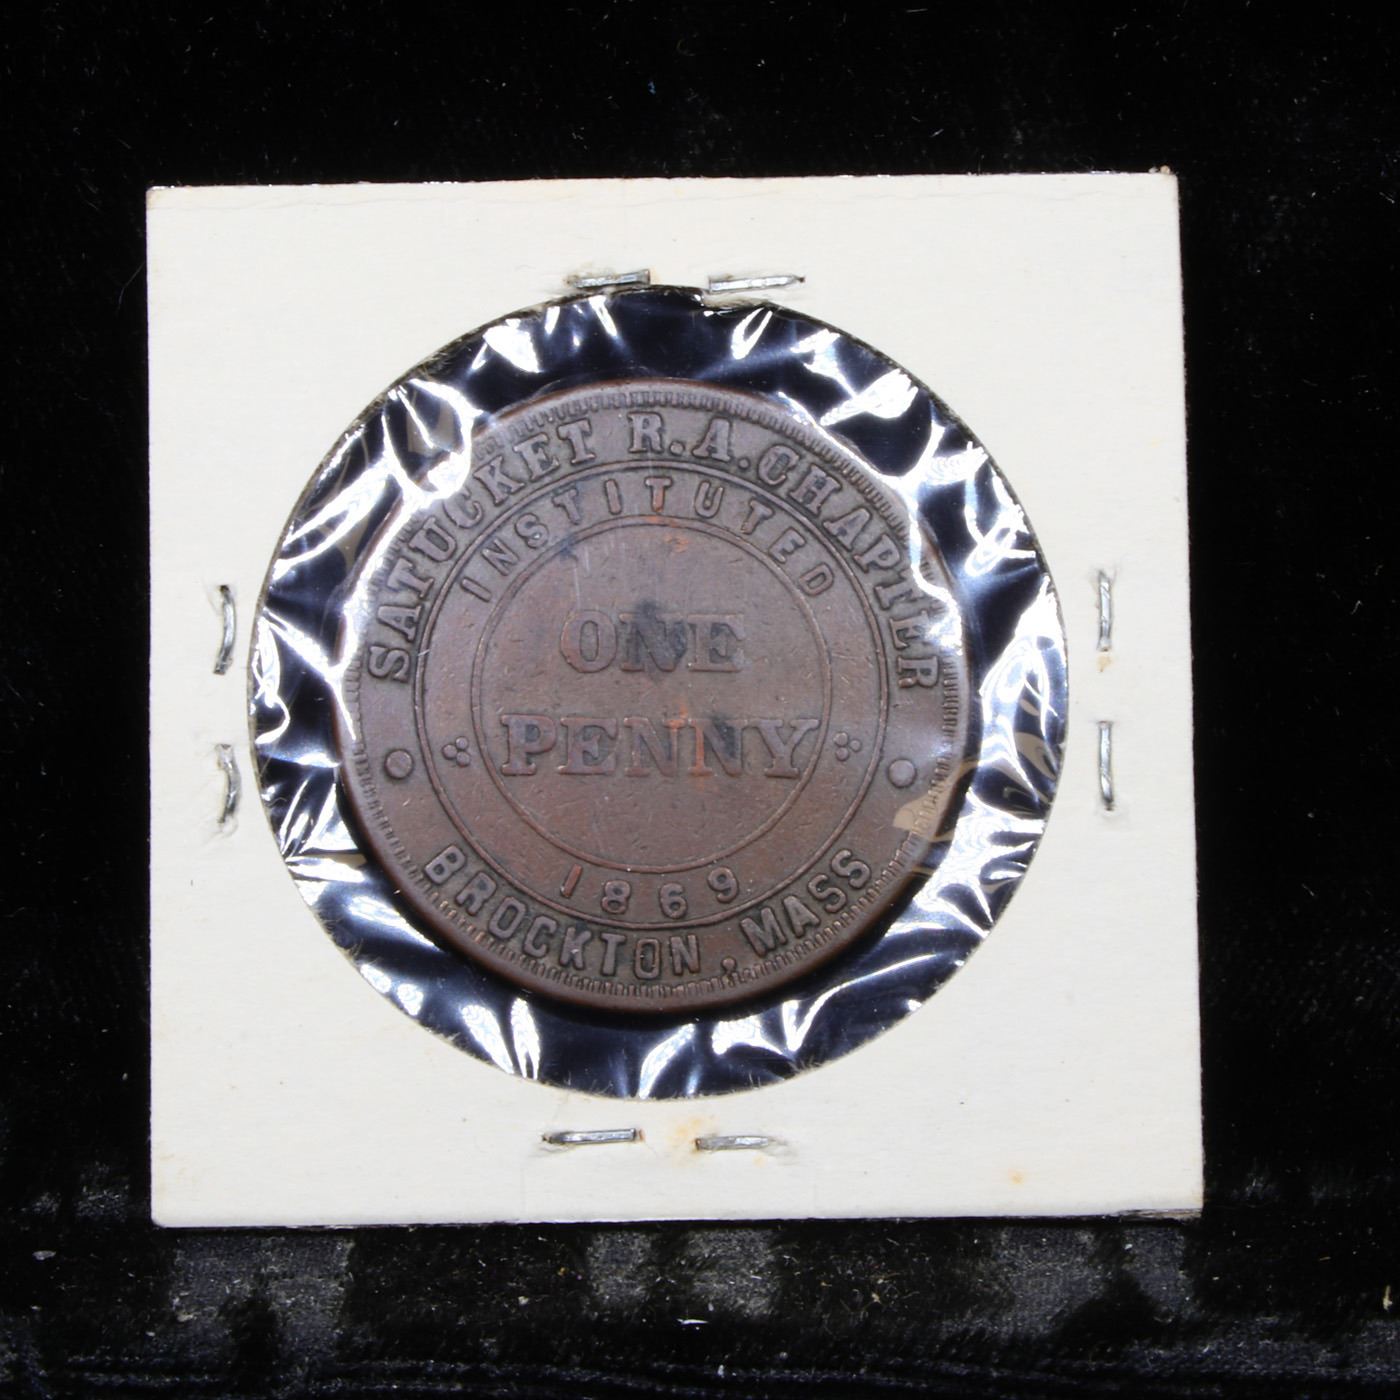 SATUCKET R.A. CHAPTER
INSTITUTED
ONE
PENNY
1869
BROCKTON, MASS